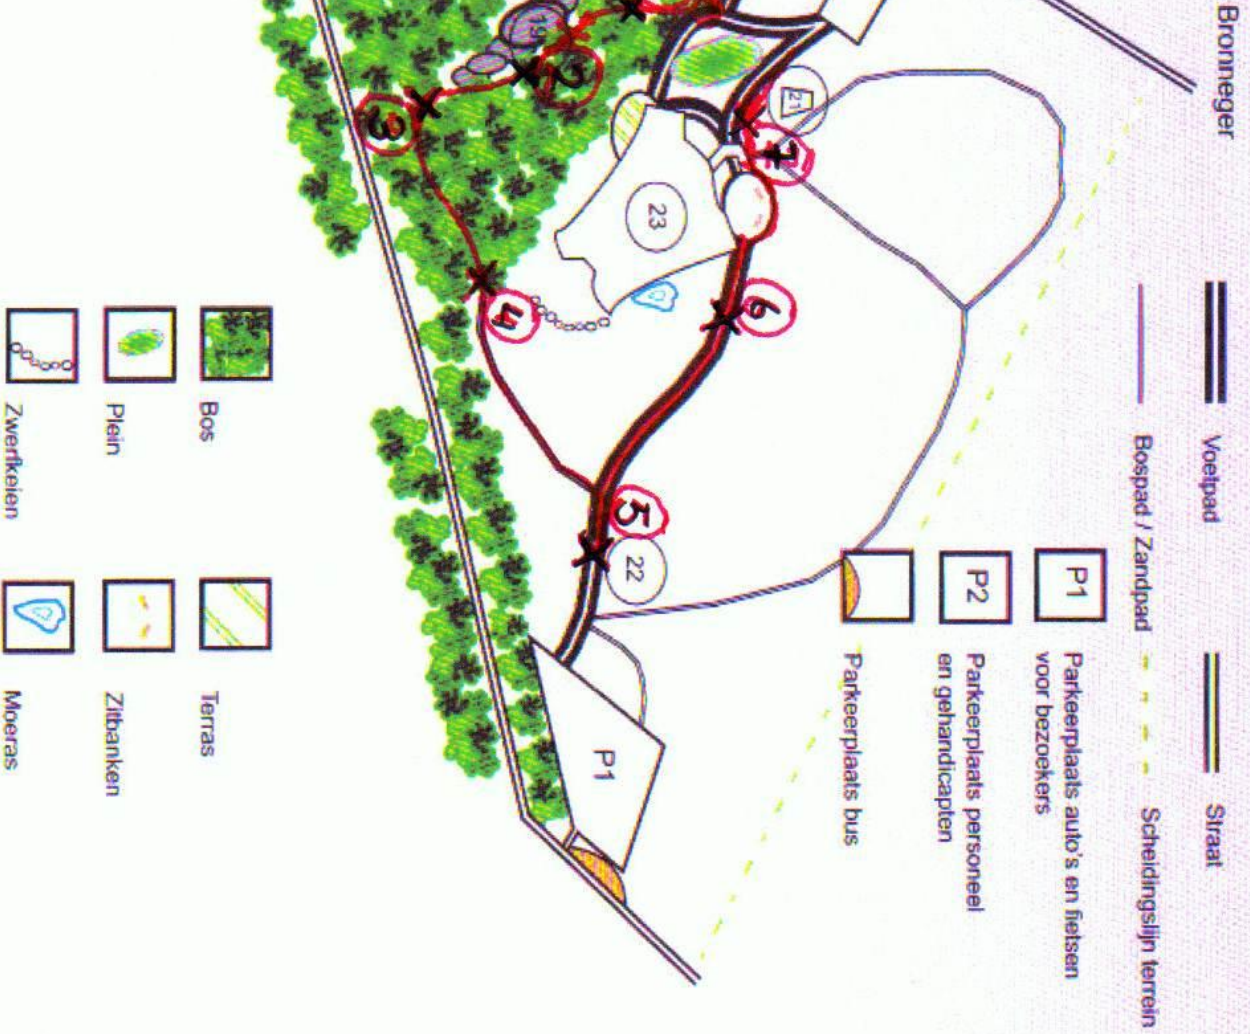 Bronneger
Voetpad
Straat
Bospad / Zandpad
Scheidingslijn terrein
P1
Parkeerplaats auto's en fietsen
voor bezoekers
P2
Parkeerplaats personeel
en gehandicapten
Parkeerplaats bus
21
7
6
23
5
22
19
2
3
4
P1
Bos
Terras
Plein
Zitbanken
Zwerfkeien
Moeras